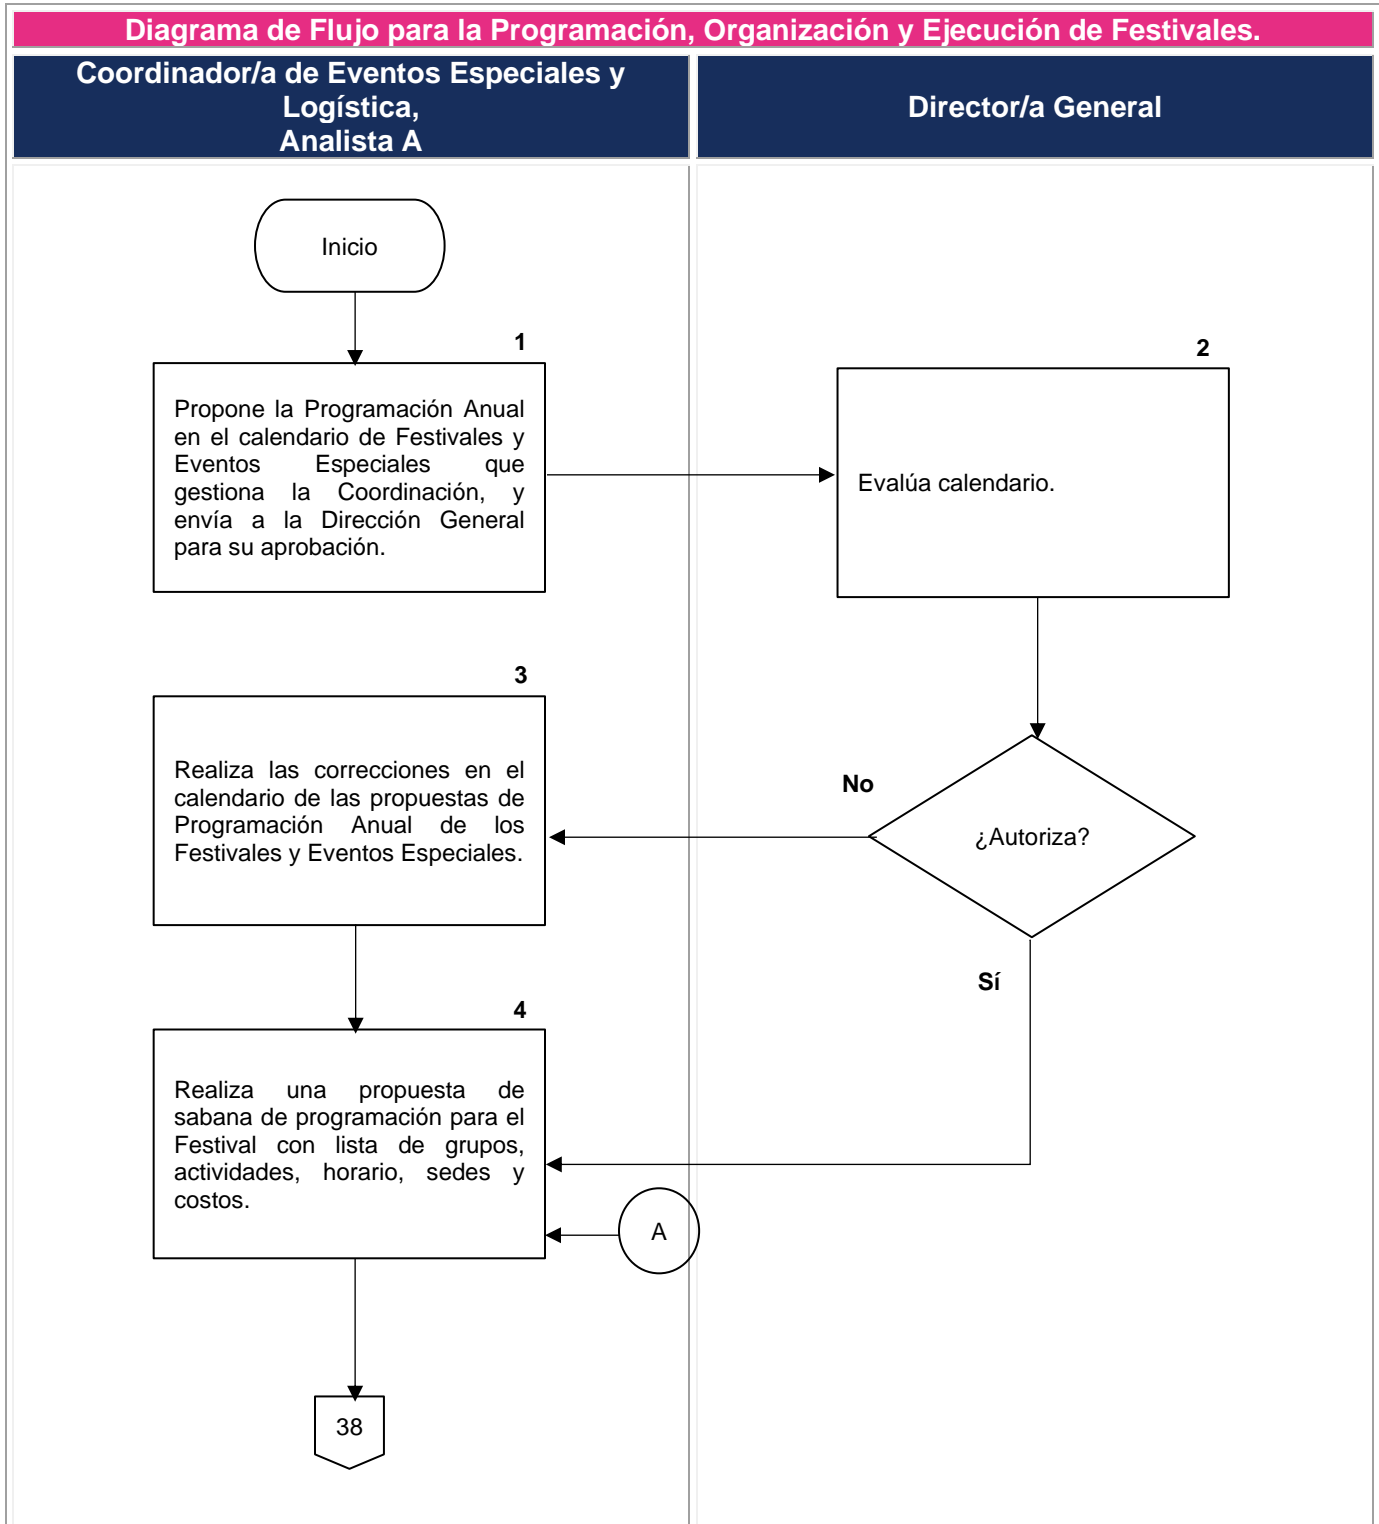 Diagrama de Flujo para la Programación, Organización y Ejecución de Festivales.
Coordinador/a de Eventos Especiales y
Logística,
Analista A
Director/a General
Inicio
1
Propone la Programación Anual
en el calendario de Festivales y
Eventos Especiales que
gestiona la Coordinación, y
envía a la Dirección General
para su aprobación.
2
Evalúa calendario.
3
Realiza las correcciones en el
calendario de las propuestas de
Programación Anual de los
Festivales y Eventos Especiales.
No
¿Autoriza?
Sí
4
Realiza una propuesta de
sabana de programación para el
Festival con lista de grupos,
actividades, horario, sedes y
costos.
A
38